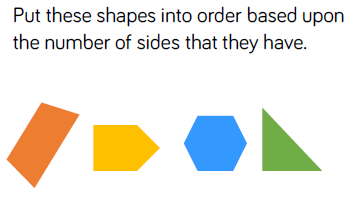 Put these shapes into order based upon
the number of sides that they have.